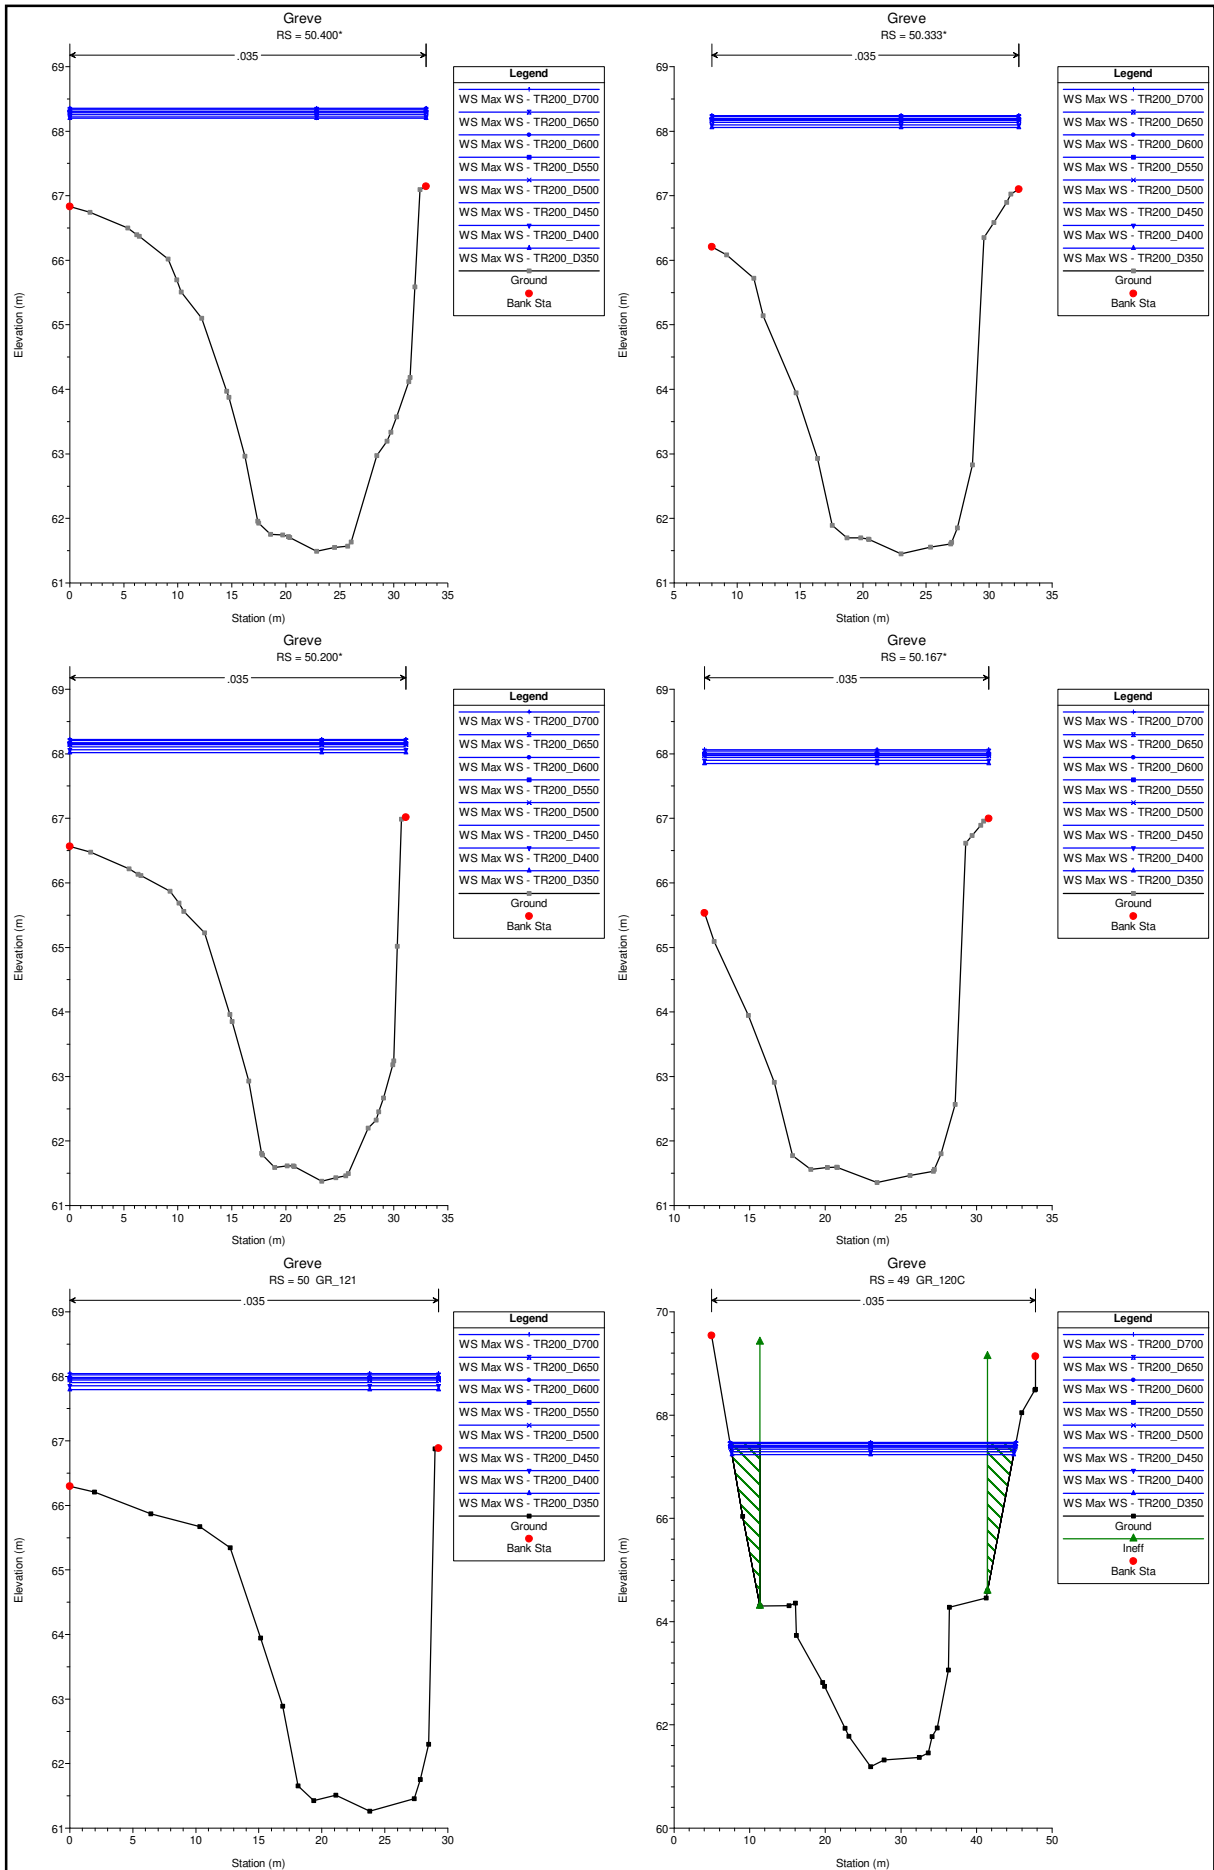 Greve
RS = 50.400*
.035
69
68
67
66
65
64
63
62
61
0 5 10 15 20 25 30 35
Station (m)
Elevation (m)
Legend
WS Max WS - TR200_D700
WS Max WS - TR200_D650
WS Max WS - TR200_D600
WS Max WS - TR200_D550
WS Max WS - TR200_D500
WS Max WS - TR200_D450
WS Max WS - TR200_D400
WS Max WS - TR200_D350
Ground
Bank Sta
Greve
RS = 50.333*
.035
69
68
67
66
65
64
63
62
61
5 10 15 20 25 30 35
Station (m)
Elevation (m)
Legend
WS Max WS - TR200_D700
WS Max WS - TR200_D650
WS Max WS - TR200_D600
WS Max WS - TR200_D550
WS Max WS - TR200_D500
WS Max WS - TR200_D450
WS Max WS - TR200_D400
WS Max WS - TR200_D350
Ground
Bank Sta
Greve
RS = 50.200*
.035
69
68
67
66
65
64
63
62
61
0 5 10 15 20 25 30 35
Station (m)
Elevation (m)
Legend
WS Max WS - TR200_D700
WS Max WS - TR200_D650
WS Max WS - TR200_D600
WS Max WS - TR200_D550
WS Max WS - TR200_D500
WS Max WS - TR200_D450
WS Max WS - TR200_D400
WS Max WS - TR200_D350
Ground
Bank Sta
Greve
RS = 50.167*
.035
69
68
67
66
65
64
63
62
61
10 15 20 25 30 35
Station (m)
Elevation (m)
Legend
WS Max WS - TR200_D700
WS Max WS - TR200_D650
WS Max WS - TR200_D600
WS Max WS - TR200_D550
WS Max WS - TR200_D500
WS Max WS - TR200_D450
WS Max WS - TR200_D400
WS Max WS - TR200_D350
Ground
Bank Sta
Greve
RS = 50 GR_121
.035
69
68
67
66
65
64
63
62
61
0 5 10 15 20 25 30
Station (m)
Elevation (m)
Legend
WS Max WS - TR200_D700
WS Max WS - TR200_D650
WS Max WS - TR200_D600
WS Max WS - TR200_D550
WS Max WS - TR200_D500
WS Max WS - TR200_D450
WS Max WS - TR200_D400
WS Max WS - TR200_D350
Ground
Bank Sta
Greve
RS = 49 GR_120C
.035
70
68
66
64
62
60
0 10 20 30 40 50
Station (m)
Elevation (m)
Legend
WS Max WS - TR200_D700
WS Max WS - TR200_D650
WS Max WS - TR200_D600
WS Max WS - TR200_D550
WS Max WS - TR200_D500
WS Max WS - TR200_D450
WS Max WS - TR200_D400
WS Max WS - TR200_D350
Ground
Ineff
Bank Sta